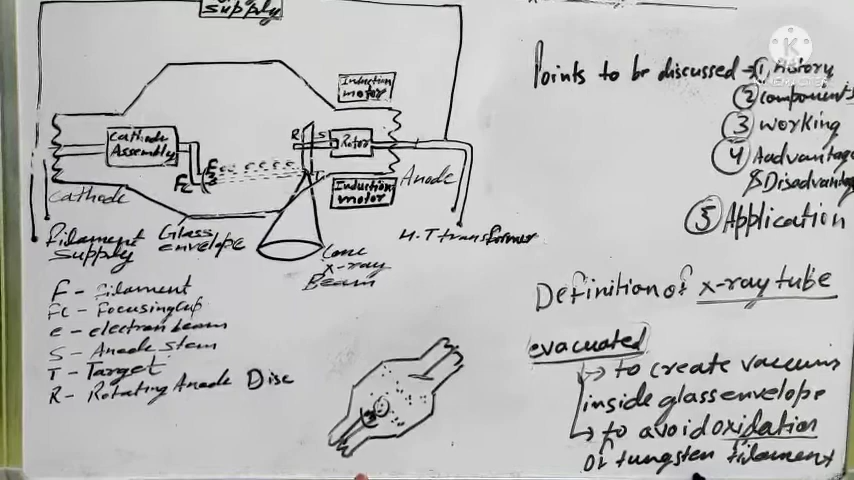 supply
Induction
motor
Cathode
Assembly
R
S
Rotor
F
e
T
Fc
Cathode
Anode
Induction
motor
Filament
supply
Glass
envelope
H.T transformer
Cone
x-ray
Beam
F - filament
FC - Focusing cup
e - electron beam
S - Anode stem
T - Target
R - Rotating Anode Disc
Points to be discussed → ① History
② components
③ working
④ Aadvantag
& Disadvantag
⑤ Application
K
Definition of x-ray tube
evacuated
→ to create vaccum
inside glass envelope
→ to avoid oxidation
of tungsten filament